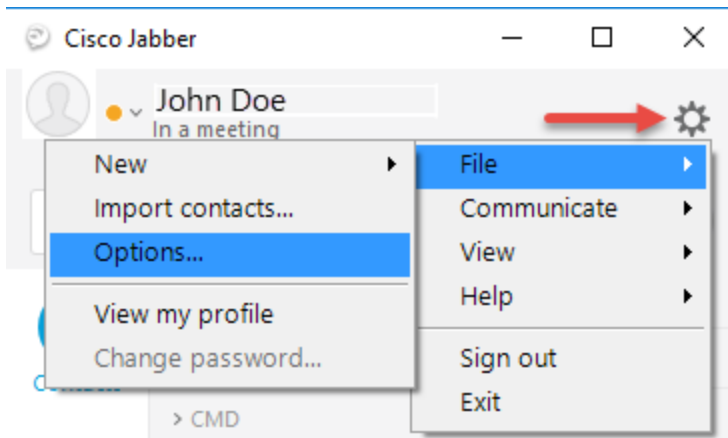 Cisco Jabber
John Doe
In a meeting
New
Import contacts...
Options...
View my profile
Change password...
File
Communicate
View
Help
Sign out
Exit
> CMD